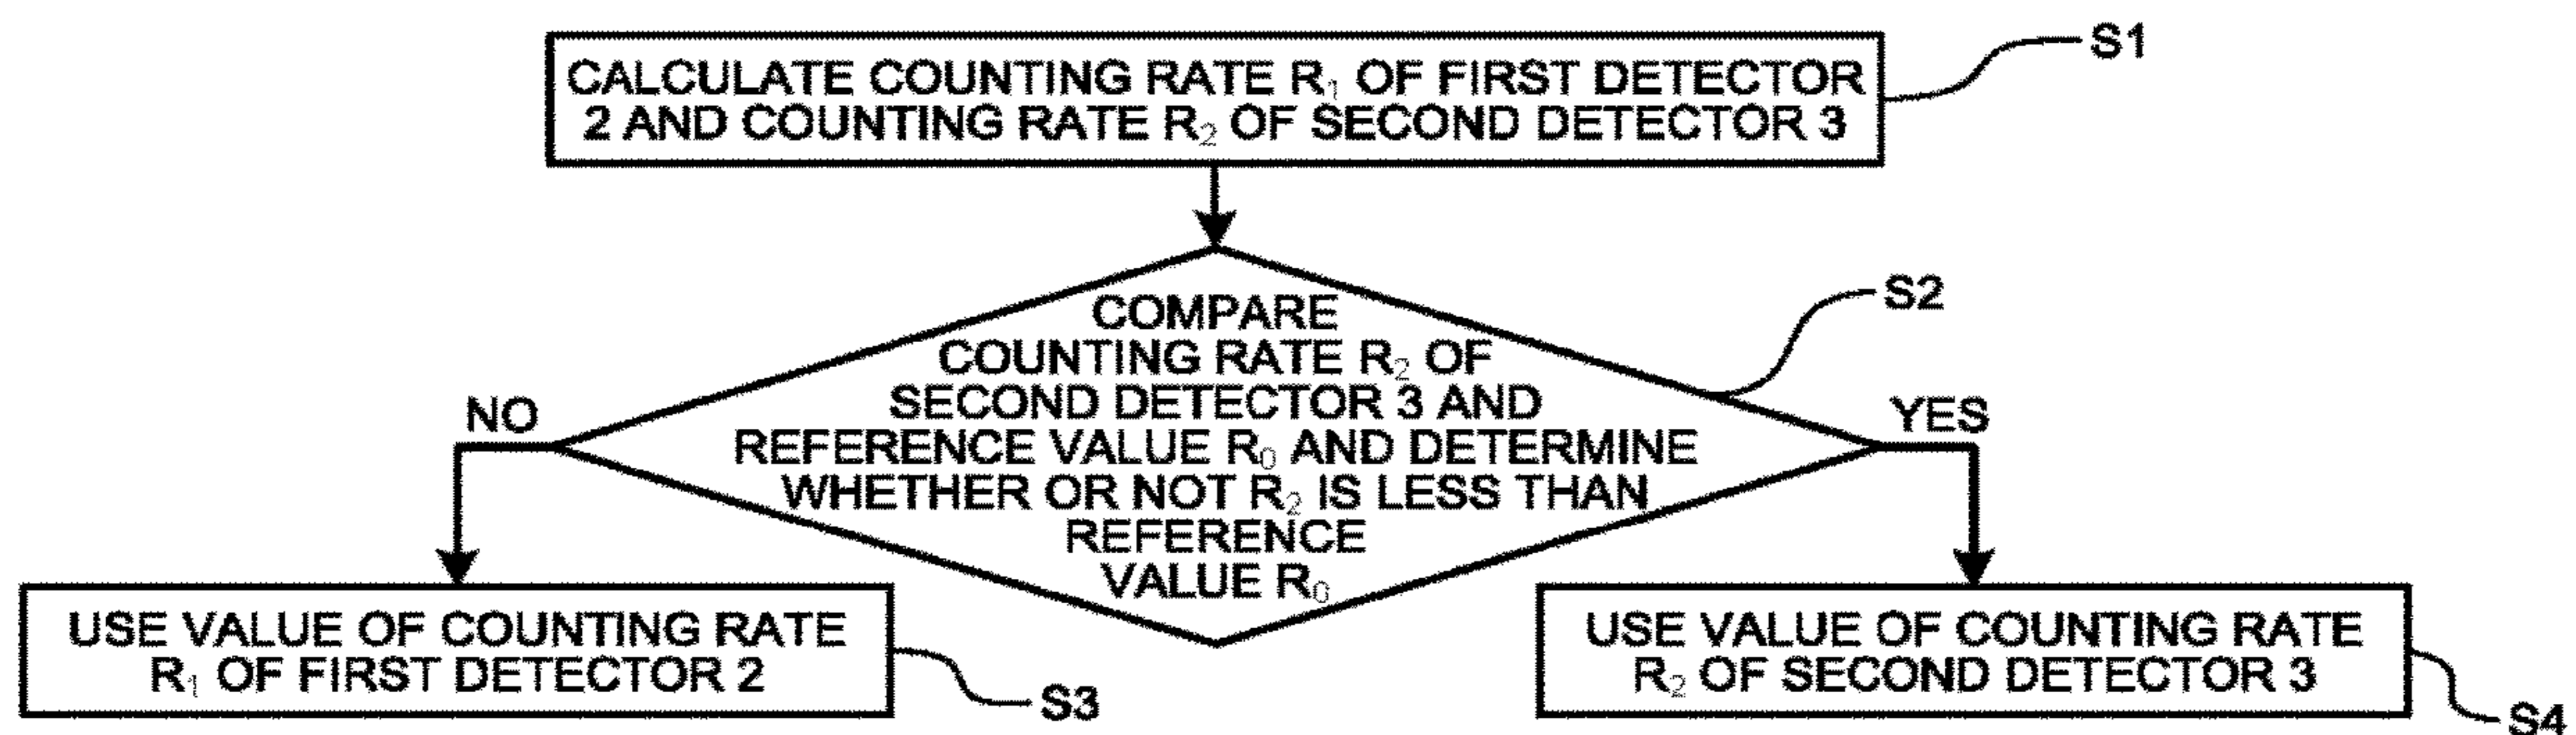 CALCULATE COUNTING RATE R₁ OF FIRST DETECTOR
2 AND COUNTING RATE R₂ OF SECOND DETECTOR 3
S1
COMPARE
COUNTING RATE R₂ OF
SECOND DETECTOR 3 AND
REFERENCE VALUE R₀ AND DETERMINE
WHETHER OR NOT R₂ IS LESS THAN
REFERENCE
VALUE R₀
S2
NO
YES
USE VALUE OF COUNTING RATE
R₁ OF FIRST DETECTOR 2
S3
USE VALUE OF COUNTING RATE
R₂ OF SECOND DETECTOR 3
S4